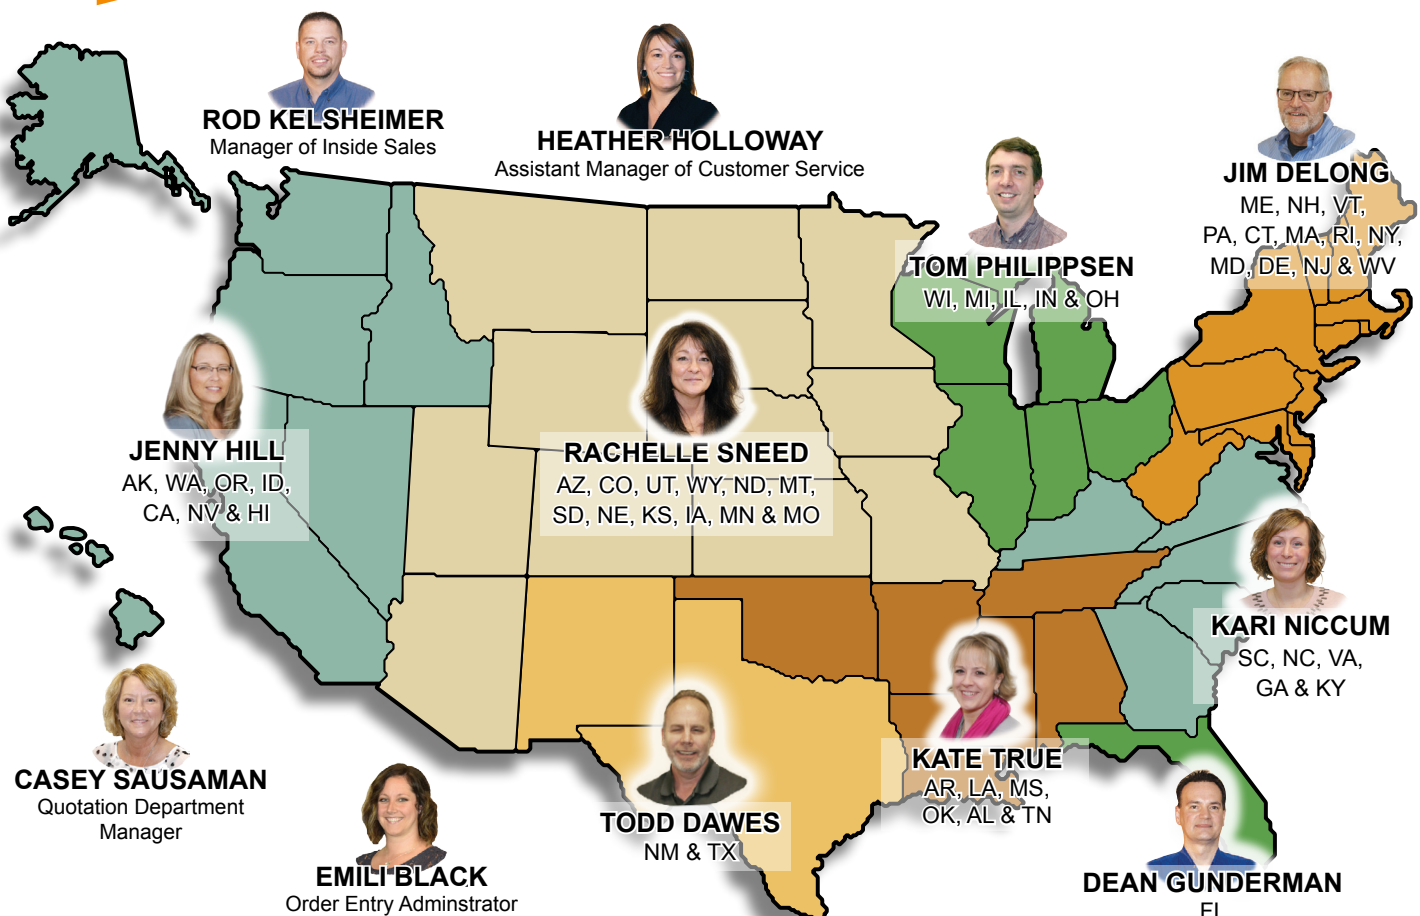 ROD KELSHEIMER
Manager of Inside Sales
HEATHER HOLLOWAY
Assistant Manager of Customer Service
JIM DELONG
ME, NH, VT,
PA, CT, MA, RI, NY,
MD, DE, NJ & WV
TOM PHILIPPSEN
WI, MI, IL, IN & OH
JENNY HILL
AK, WA, OR, ID,
CA, NV & HI
RACHELLE SNEED
AZ, CO, UT, WY, ND, MT,
SD, NE, KS, IA, MN & MO
KARI NICCUM
SC, NC, VA,
GA & KY
CASEY SAUSAMAN
Quotation Department
Manager
KATE TRUE
AR, LA, MS,
OK, AL & TN
TODD DAWES
NM & TX
EMILI BLACK
Order Entry Adminstrator
DEAN GUNDERMAN
FL